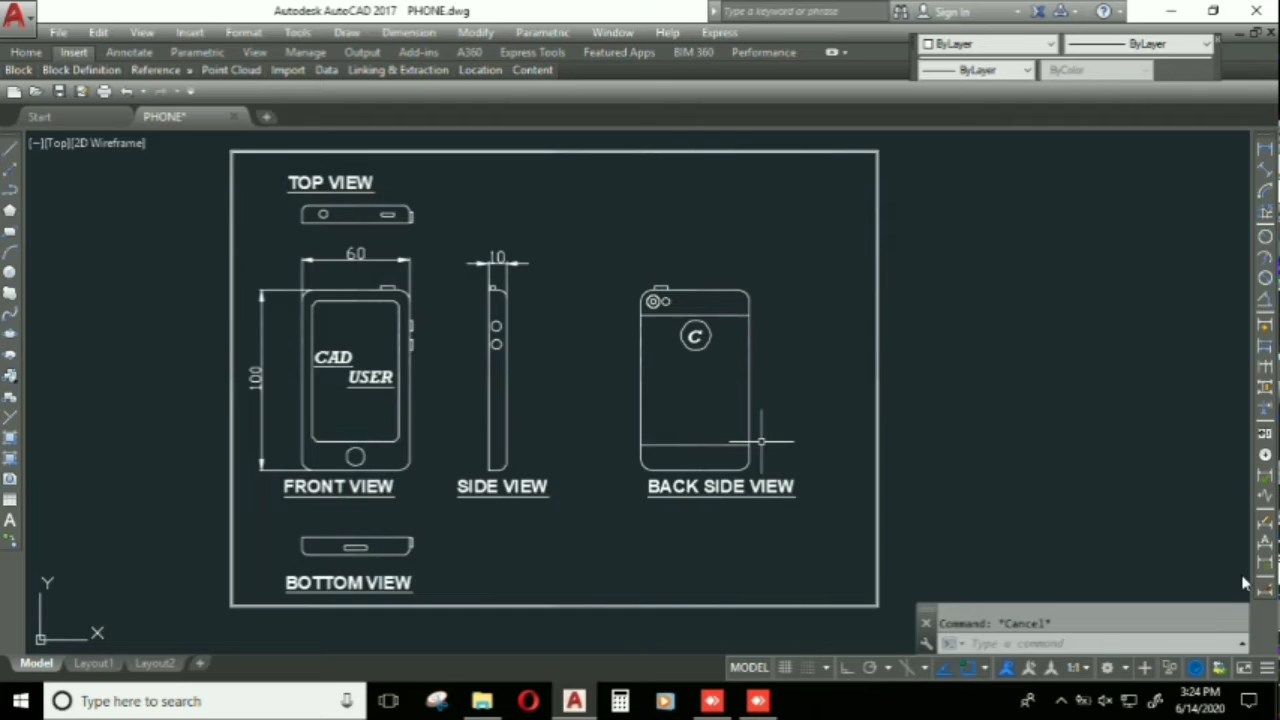 Autodesk AutoCAD 2017 PHONE.dwg
Type a keyword or phrase
Sign In
File Edit View Insert Format Tools Draw Dimension Modify Parametric Window Help Express
Home Insert Annotate Parametric View Manage Output Add-ins A360 Express Tools Featured Apps BIM 360 Performance
ByLayer ByLayer
Block Block Definition Reference » Point Cloud Import Data Linking & Extraction Location Content
ByLayer ByColor
Start PHONE*
[−][Top][2D Wireframe]
TOP VIEW
60 10
C
CAD
USER
100
FRONT VIEW SIDE VIEW BACK SIDE VIEW
BOTTOM VIEW
Y
X
Command: *Cancel*
Type a command
Model Layout1 Layout2
MODEL 1:1
Type here to search
A
3:24 PM
6/14/2020